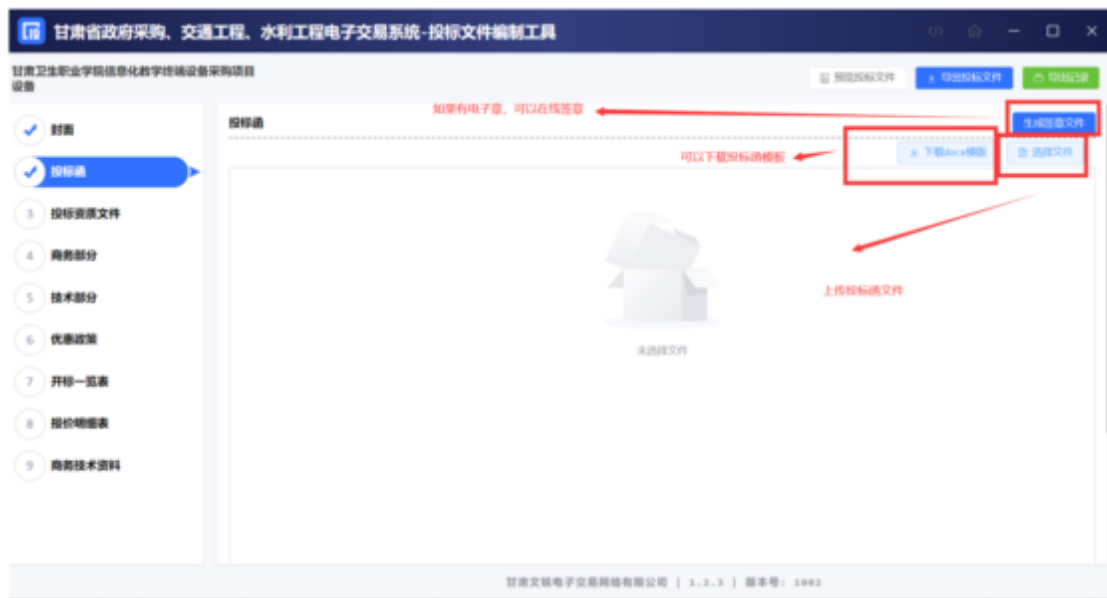 甘肃省政府采购、交通工程、水利工程电子交易系统-投标文件编制工具
甘肃卫生职业学院信息化教学终端设备采购项目
设备
预览投标文件
导出投标文件
导出记录
如果有电子章，可以在线签章
封面
投标函
生成签章文件
可以下载投标函模板
下载docx模版
选择文件
投标函
3 投标资质文件
4 商务部分
5 技术部分
上传投标函文件
6 优惠政策
未选择文件
7 开标一览表
8 报价明细表
9 商务技术资料
甘肃文锐电子交易网络有限公司 | 1.2.3 | 版本号: 1002